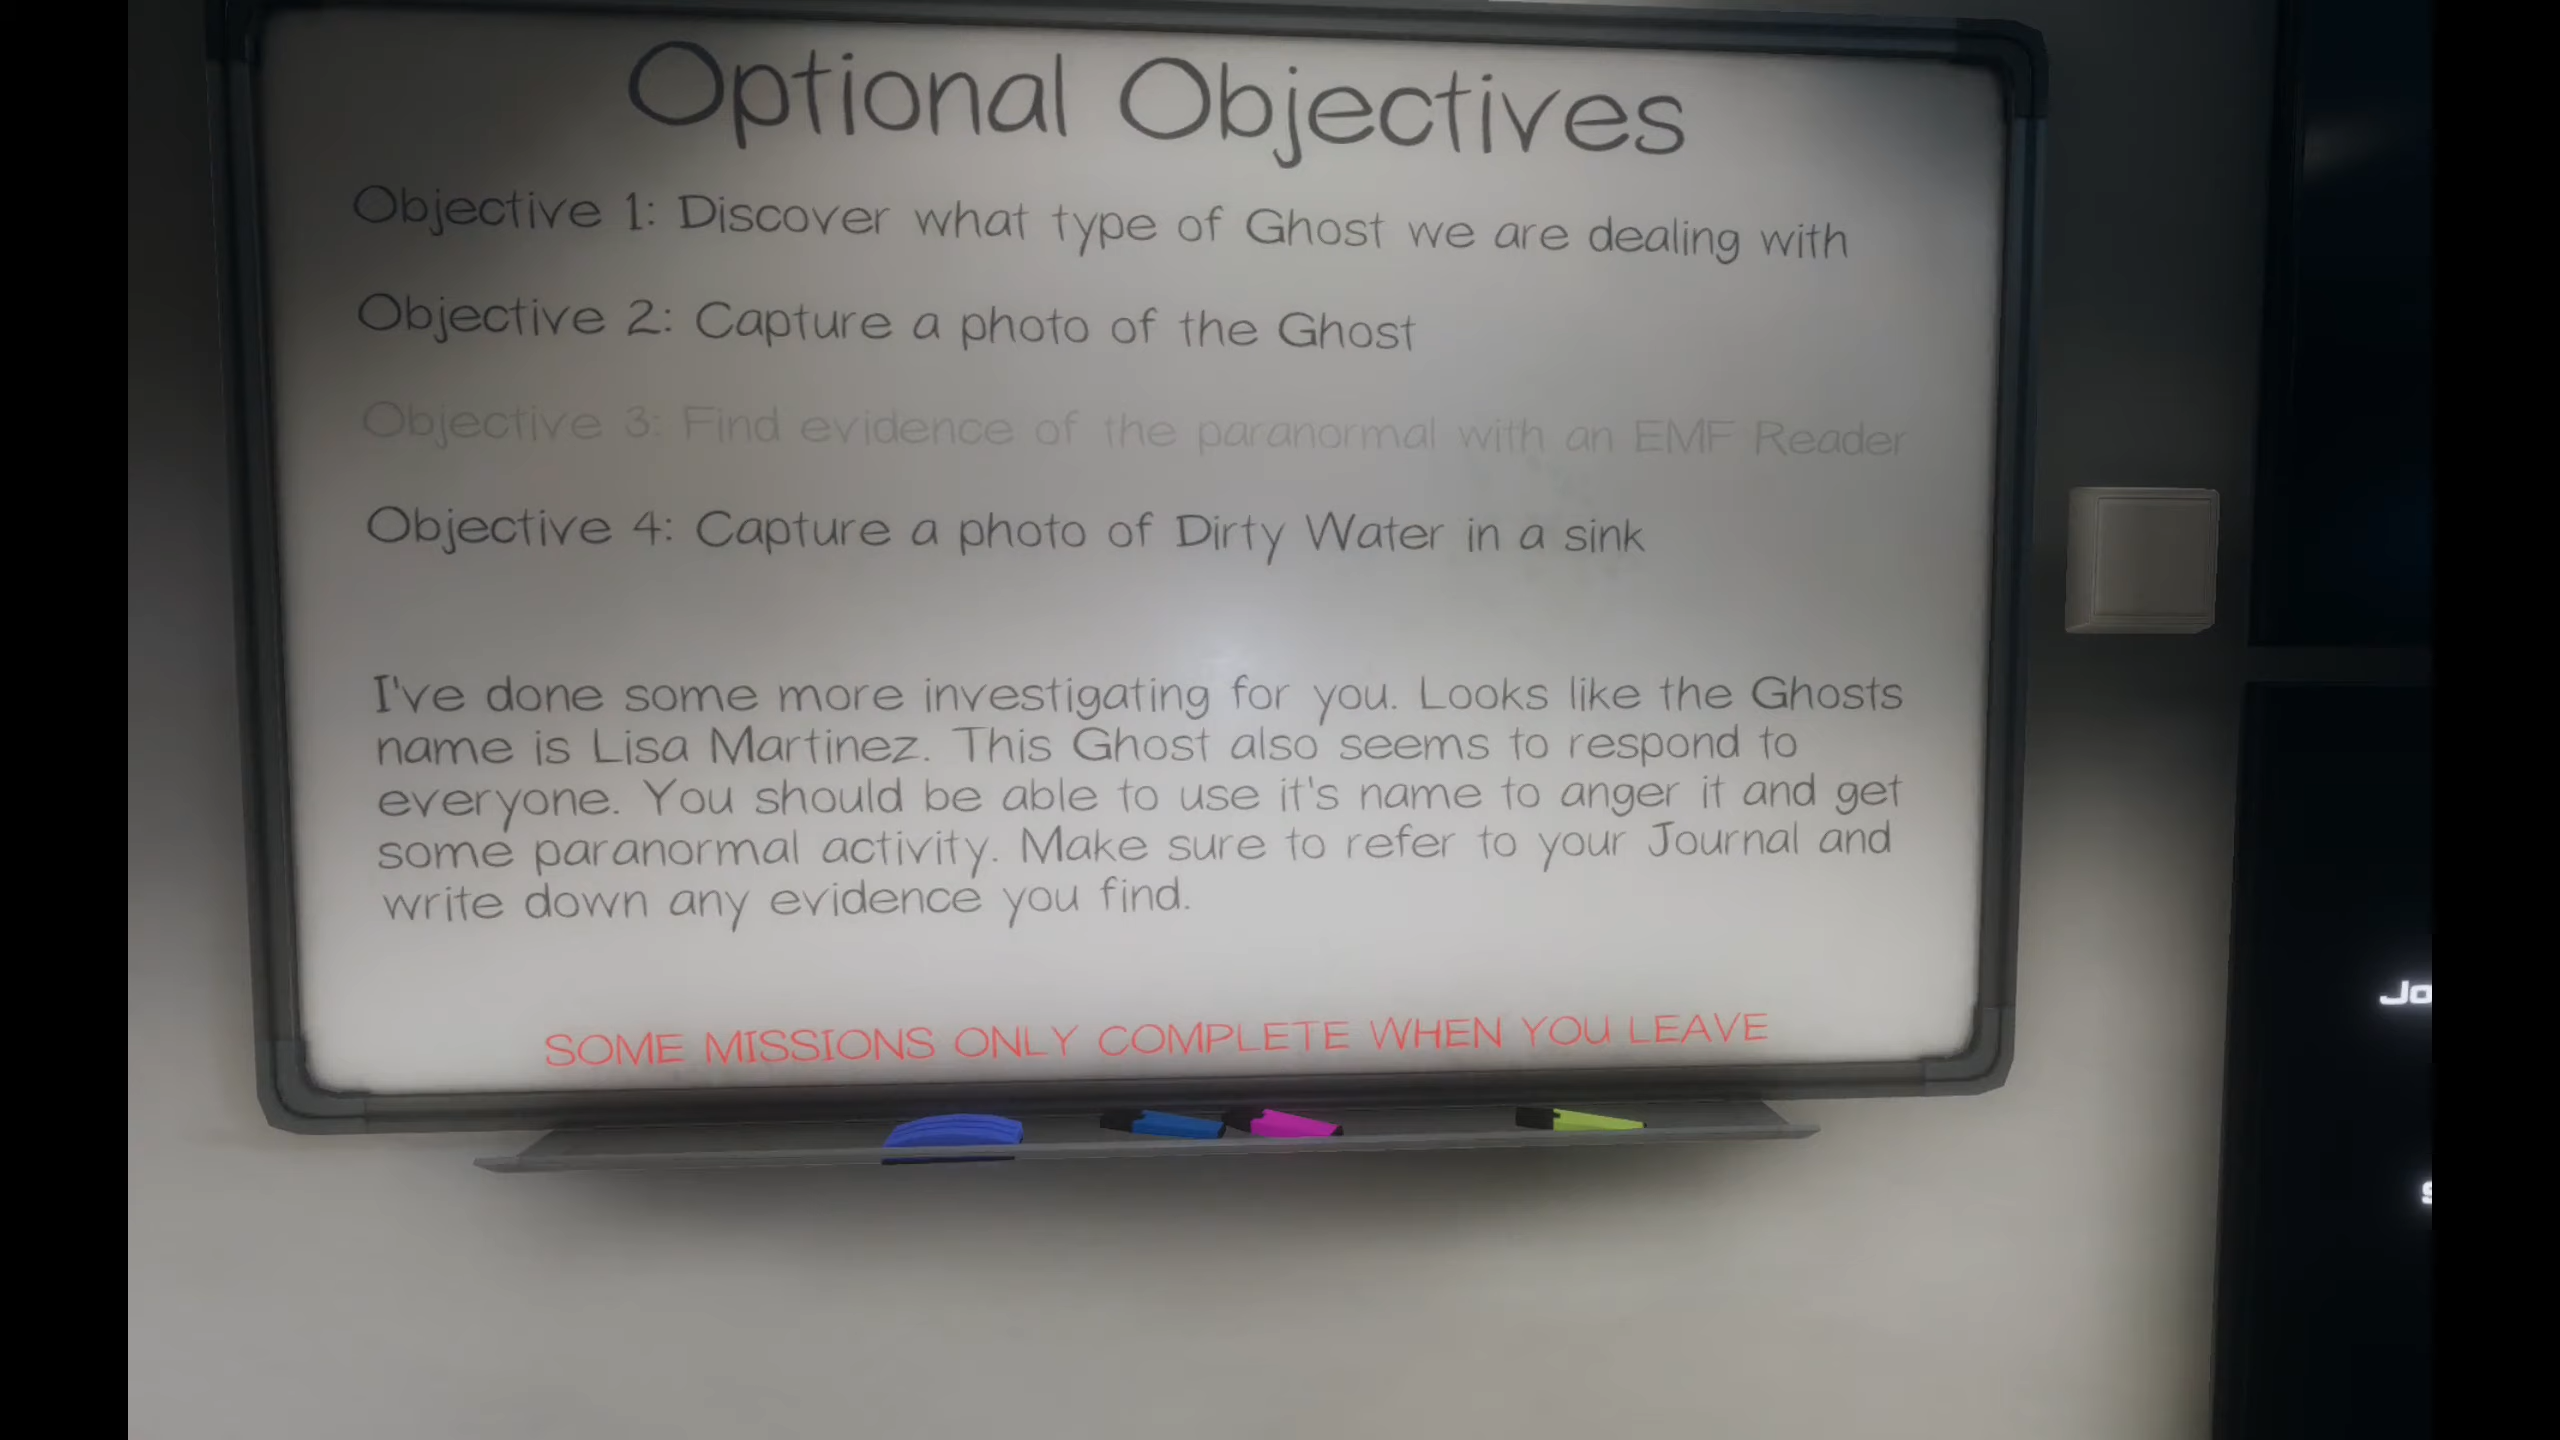 Optional Objectives
Objective 1: Discover what type of Ghost we are dealing with
Objective 2: Capture a photo of the Ghost
Objective 3: Find evidence of the paranormal with an EMF Reader
Objective 4: Capture a photo of Dirty Water in a sink
I've done some more investigating for you. Looks like the Ghosts
name is Lisa Martinez. This Ghost also seems to respond to
everyone. You should be able to use it's name to anger it and get
some paranormal activity. Make sure to refer to your Journal and
write down any evidence you find.
SOME MISSIONS ONLY COMPLETE WHEN YOU LEAVE